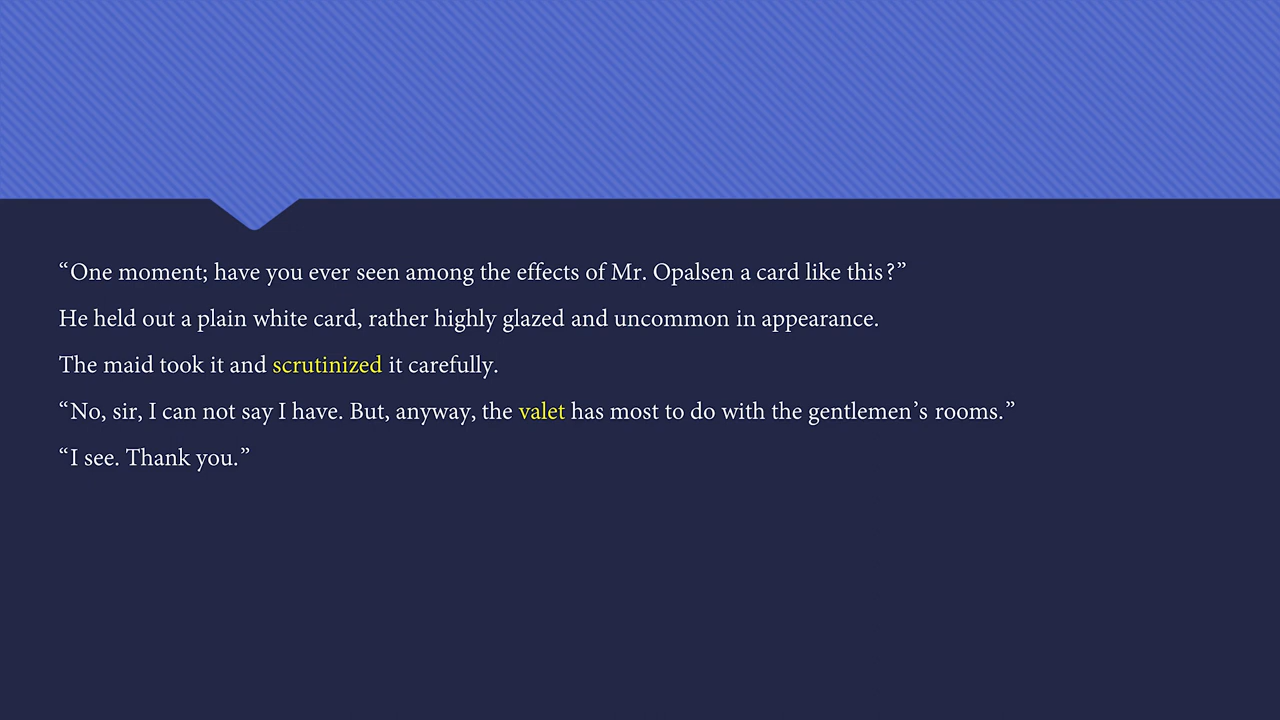 “One moment; have you ever seen among the effects of Mr. Opalsen a card like this?”
He held out a plain white card, rather highly glazed and uncommon in appearance.
The maid took it and scrutinized it carefully.
“No, sir, I can not say I have. But, anyway, the valet has most to do with the gentlemen’s rooms.”
“I see. Thank you.”